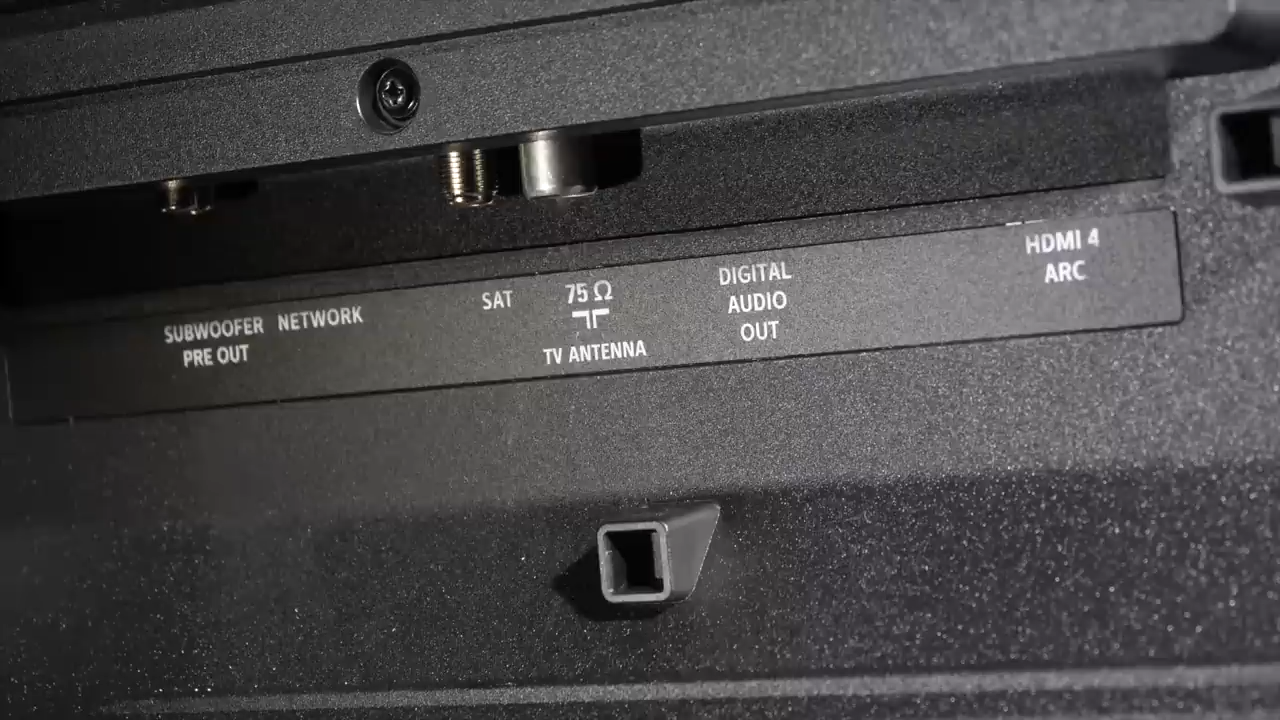 SUBWOOFER
PRE OUT
NETWORK
SAT
75 Ω
TV ANTENNA
DIGITAL
AUDIO
OUT
HDMI 4
ARC